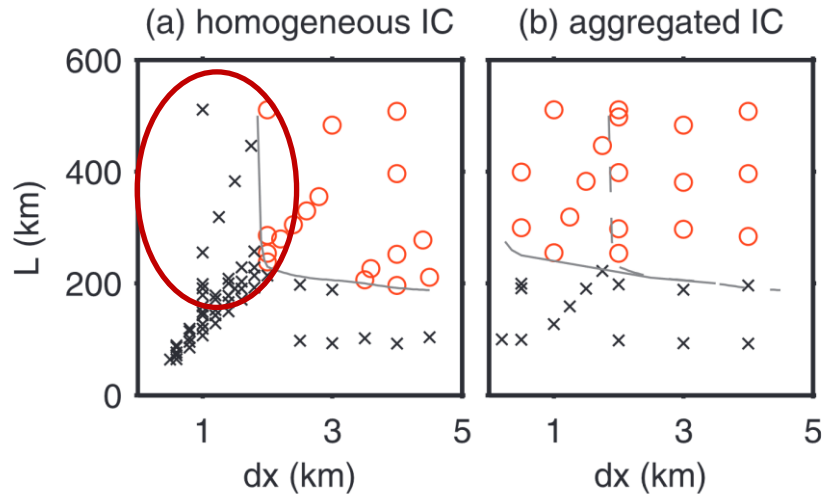 (a) homogeneous IC
(b) aggregated IC
600
400
200
0
L (km)
1
3
5
dx (km)
1
3
5
dx (km)